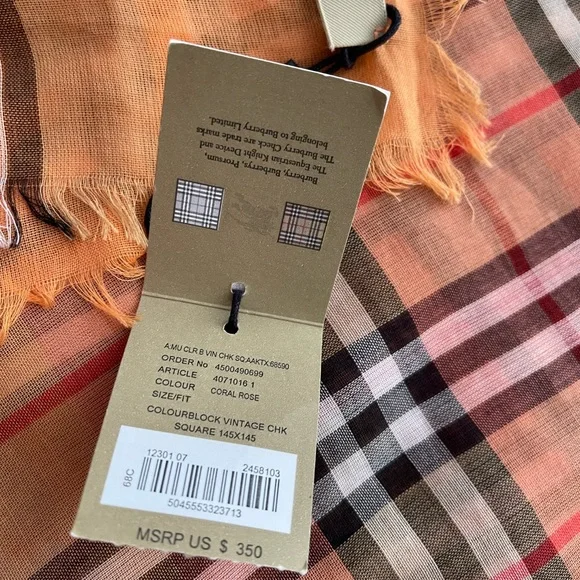 Burberry, Burberrys, Prorsum,
The Equestrian Knight Device and
The Burberry Check are trade marks
belonging to Burberry Limited.
A.MU CLR B VIN CHK SQ.AAKTX.68590
ORDER No 4500490699
ARTICLE 4071016 1
COLOUR CORAL ROSE
SIZE/FIT
COLOURBLOCK VINTAGE CHK
SQUARE 145X145
12301 07 2458103
68C
5045553323713
MSRP US $ 350